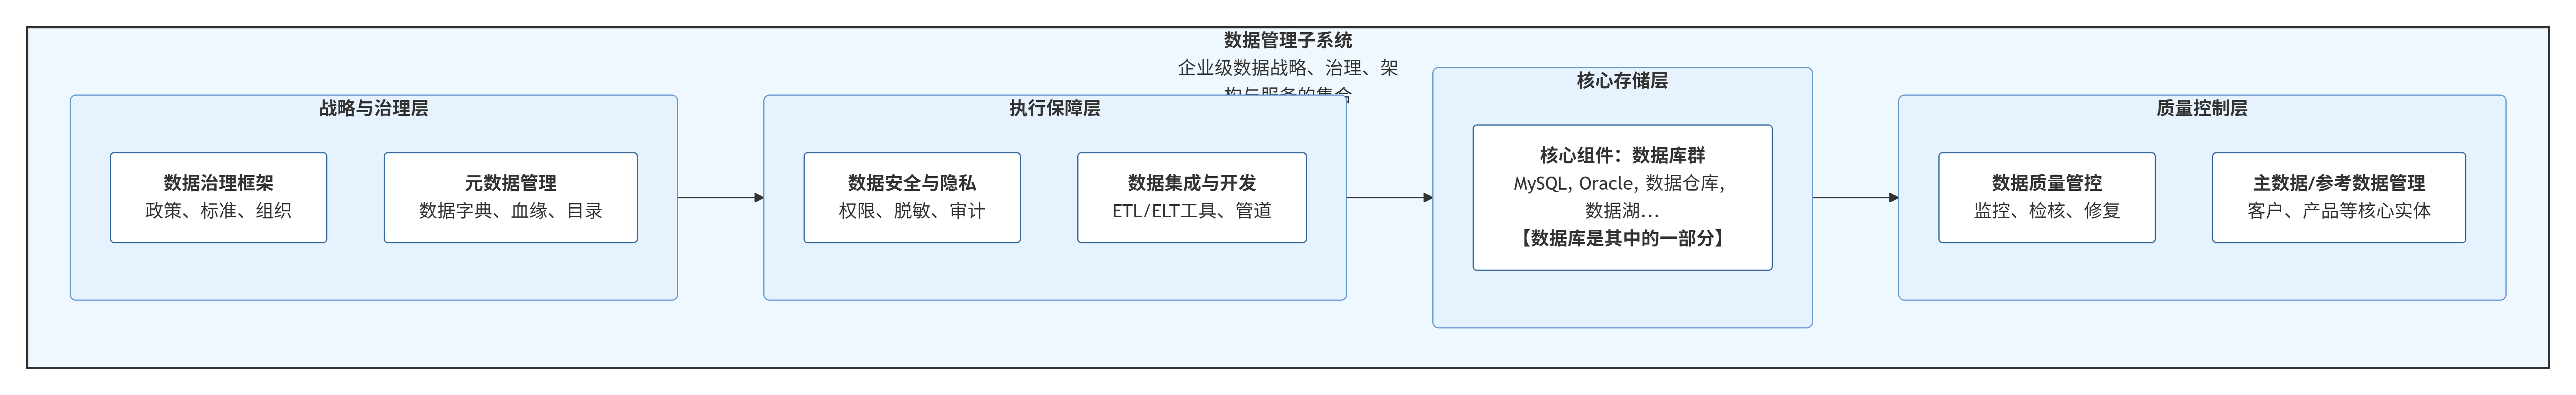 数据管理子系统
企业级数据战略、治理、架
构与服务的集合
战略与治理层
数据治理框架
政策、标准、组织
元数据管理
数据字典、血缘、目录
执行保障层
数据安全与隐私
权限、脱敏、审计
数据集成与开发
ETL/ELT工具、管道
核心存储层
核心组件：数据库群
MySQL, Oracle, 数据仓库,
数据湖...
【数据库是其中的一部分】
质量控制层
数据质量管控
监控、检核、修复
主数据/参考数据管理
客户、产品等核心实体